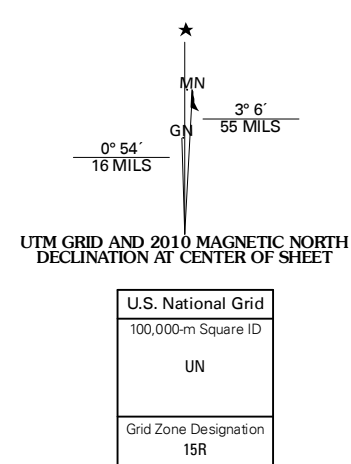 MN
3° 6´
GN
55 MILS
0° 54´
16 MILS
UTM GRID AND 2010 MAGNETIC NORTH
DECLINATION AT CENTER OF SHEET
U.S. National Grid
100,000-m Square ID
UN
Grid Zone Designation
15R